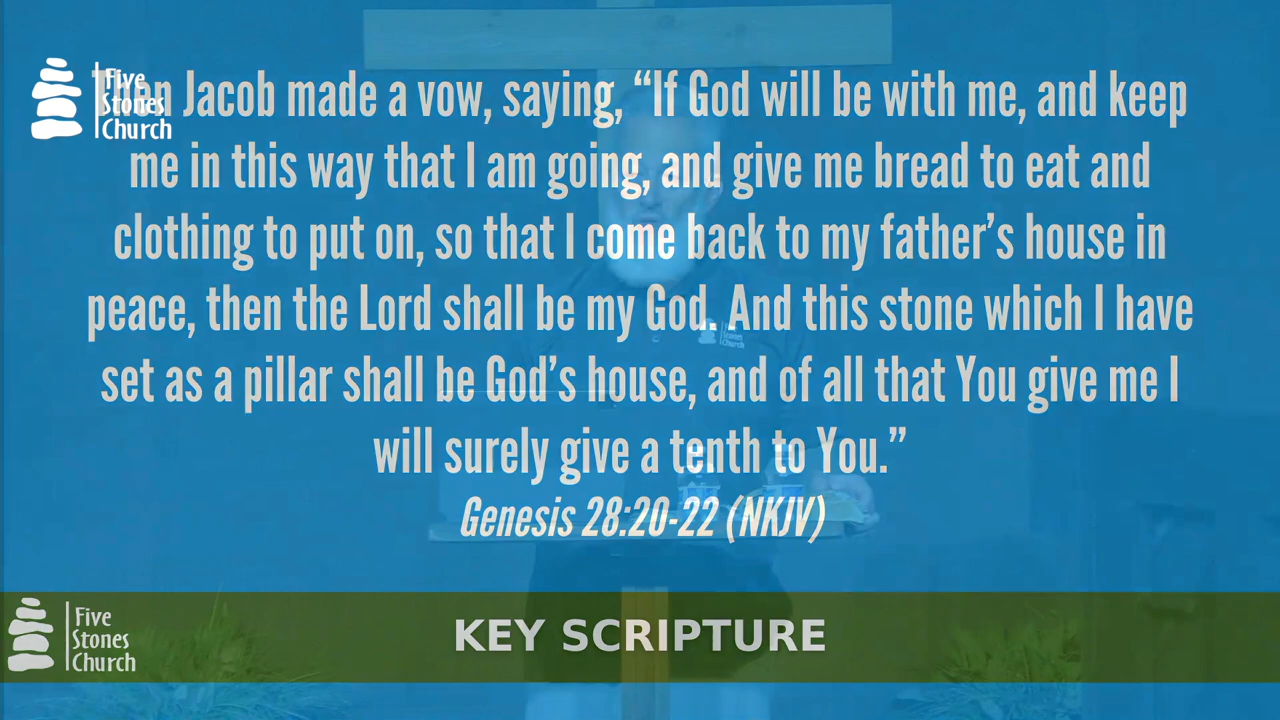 Five
Stones
Church
Jacob made a vow, saying, “If God will be with me, and keep
me in this way that I am going, and give me bread to eat and
clothing to put on, so that I come back to my father’s house in
peace, then the Lord shall be my God. And this stone which I have
set as a pillar shall be God’s house, and of all that You give me I
will surely give a tenth to You.”
Genesis 28:20-22 (NKJV)
Five
Stones
Church
KEY SCRIPTURE